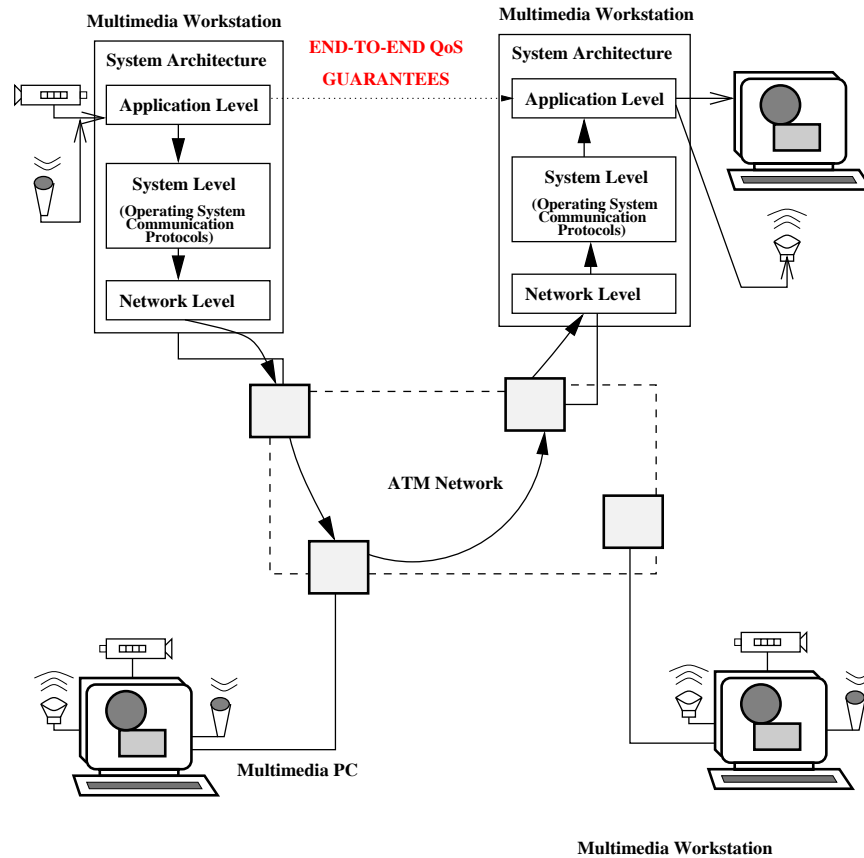 Multimedia Workstation
System Architecture
Application Level
System Level
(Operating System
Communication
Protocols)
Network Level
END-TO-END QoS
GUARANTEES
Multimedia Workstation
System Architecture
Application Level
System Level
(Operating System
Communication
Protocols)
Network Level
ATM Network
Multimedia PC
Multimedia Workstation